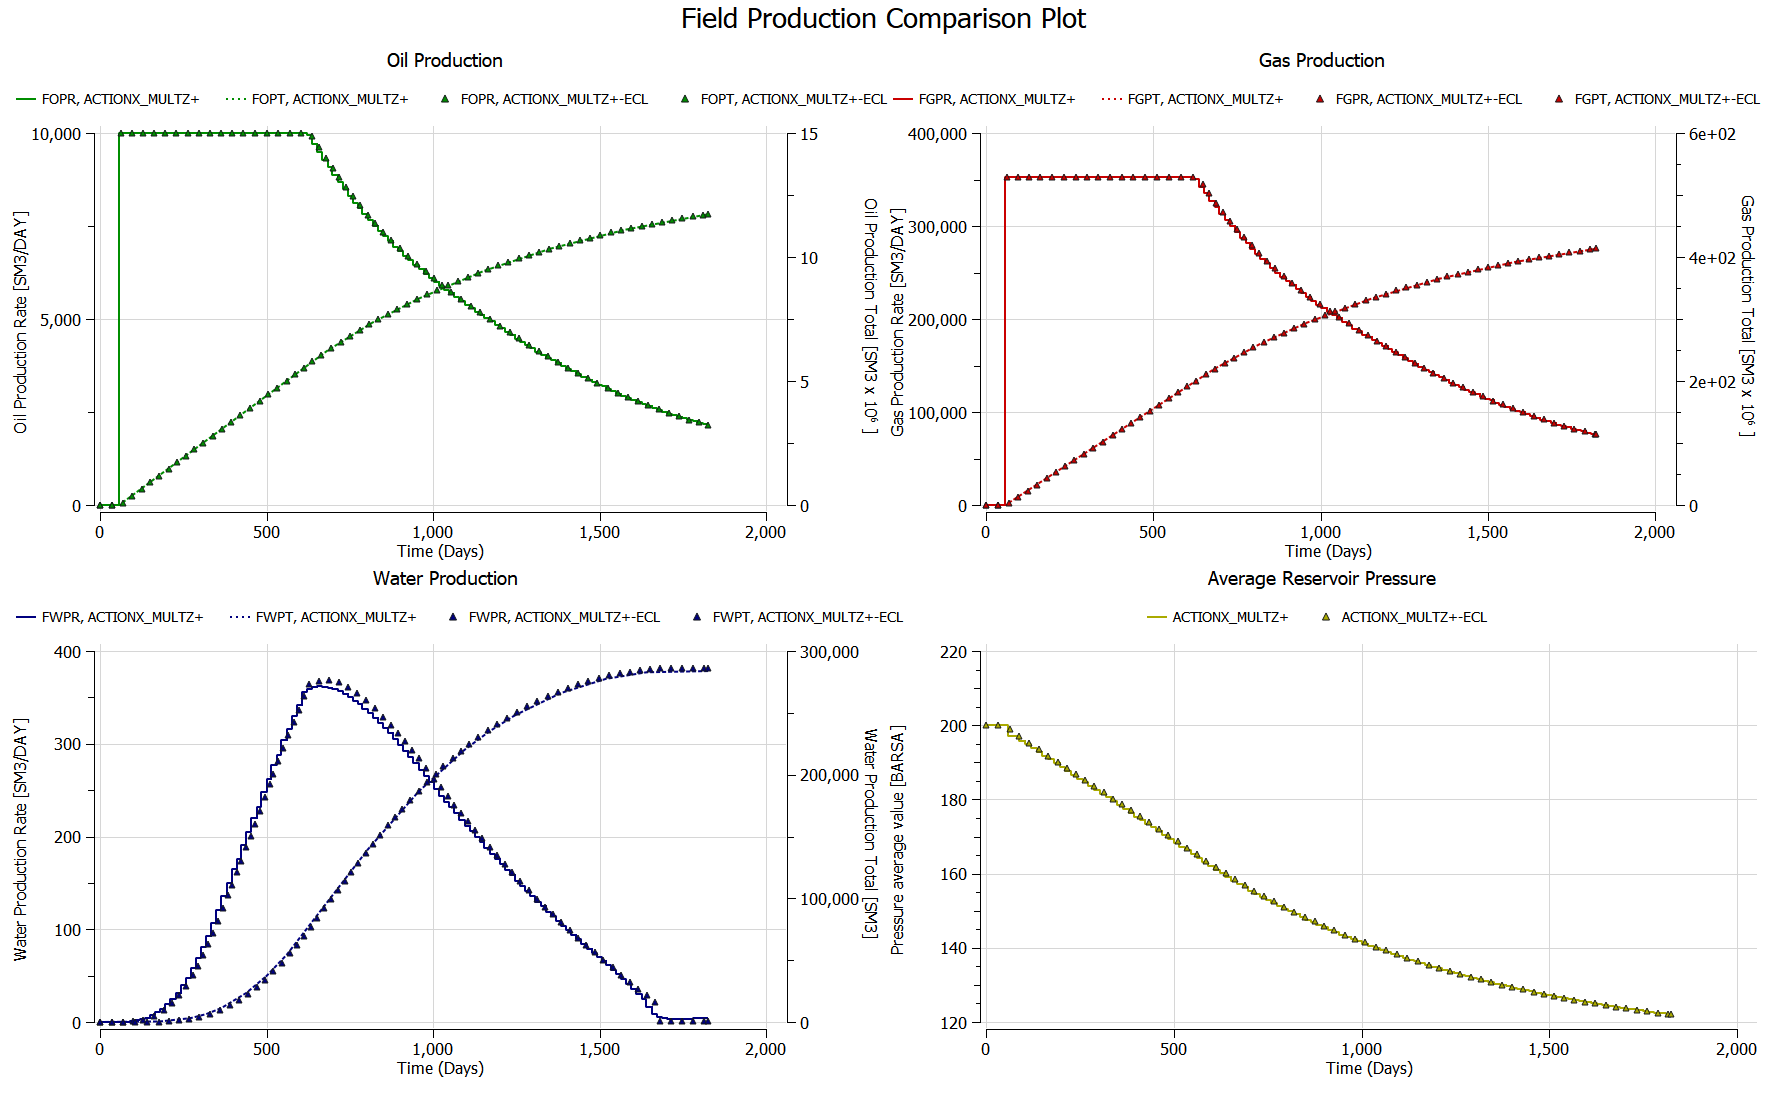 Field Production Comparison Plot
Oil Production
FOPR, ACTIONX_MULTZ+ FOPT, ACTIONX_MULTZ+ FOPR, ACTIONX_MULTZ+-ECL FOPT, ACTIONX_MULTZ+-ECL
10,000
5,000
0
15
10
5
0
Oil Production Rate [SM3/DAY]
Oil Production Total [SM3 x 10⁶ ]
0 500 1,000 1,500 2,000
Time (Days)
Gas Production
FGPR, ACTIONX_MULTZ+ FGPT, ACTIONX_MULTZ+ FGPR, ACTIONX_MULTZ+-ECL FGPT, ACTIONX_MULTZ+-ECL
400,000
300,000
200,000
100,000
0
6e+02
4e+02
2e+02
0
Gas Production Rate [SM3/DAY]
Gas Production Total [SM3 x 10⁶ ]
0 500 1,000 1,500 2,000
Time (Days)
Water Production
FWPR, ACTIONX_MULTZ+ FWPT, ACTIONX_MULTZ+ FWPR, ACTIONX_MULTZ+-ECL FWPT, ACTIONX_MULTZ+-ECL
400
300
200
100
0
300,000
200,000
100,000
0
Water Production Rate [SM3/DAY]
Water Production Total [SM3]
0 500 1,000 1,500 2,000
Time (Days)
Average Reservoir Pressure
ACTIONX_MULTZ+ ACTIONX_MULTZ+-ECL
220
200
180
160
140
120
Pressure average value [BARSA]
0 500 1,000 1,500 2,000
Time (Days)